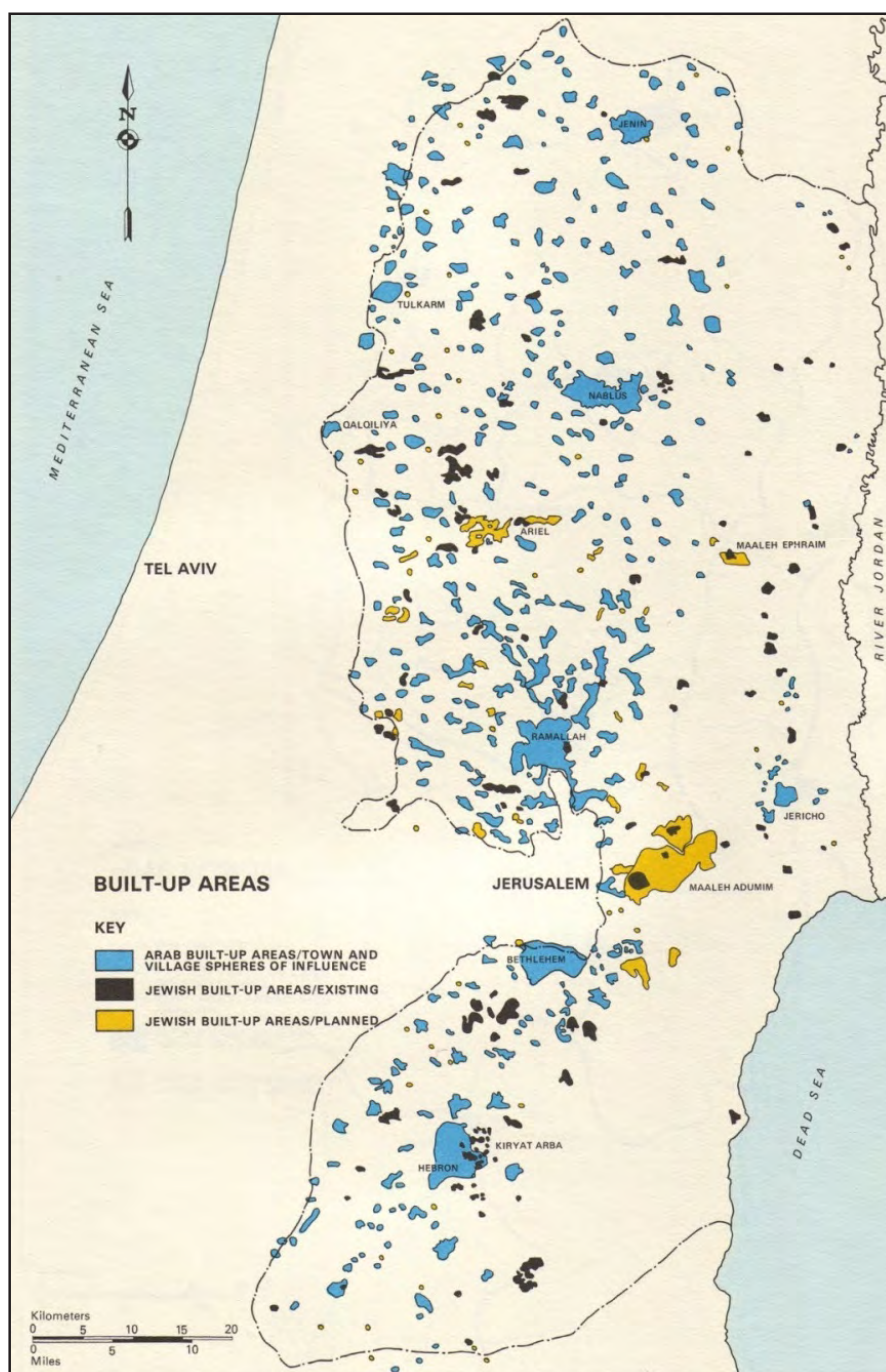 N
MEDITERRANEAN SEA
JENIN
TULKARM
NABLUS
QALQILIYA
ARIEL
MAALEH EPHRAIM
TEL AVIV
RIVER JORDAN
RAMALLAH
JERICHO
BUILT-UP AREAS
JERUSALEM
MAALEH ADUMIM
KEY
ARAB BUILT-UP AREAS/TOWN AND
VILLAGE SPHERES OF INFLUENCE
JEWISH BUILT-UP AREAS/EXISTING
JEWISH BUILT-UP AREAS/PLANNED
BETHLEHEM
DEAD SEA
KIRYAT ARBA
HEBRON
Kilometers
0 5 10 15 20
0 5 10
Miles